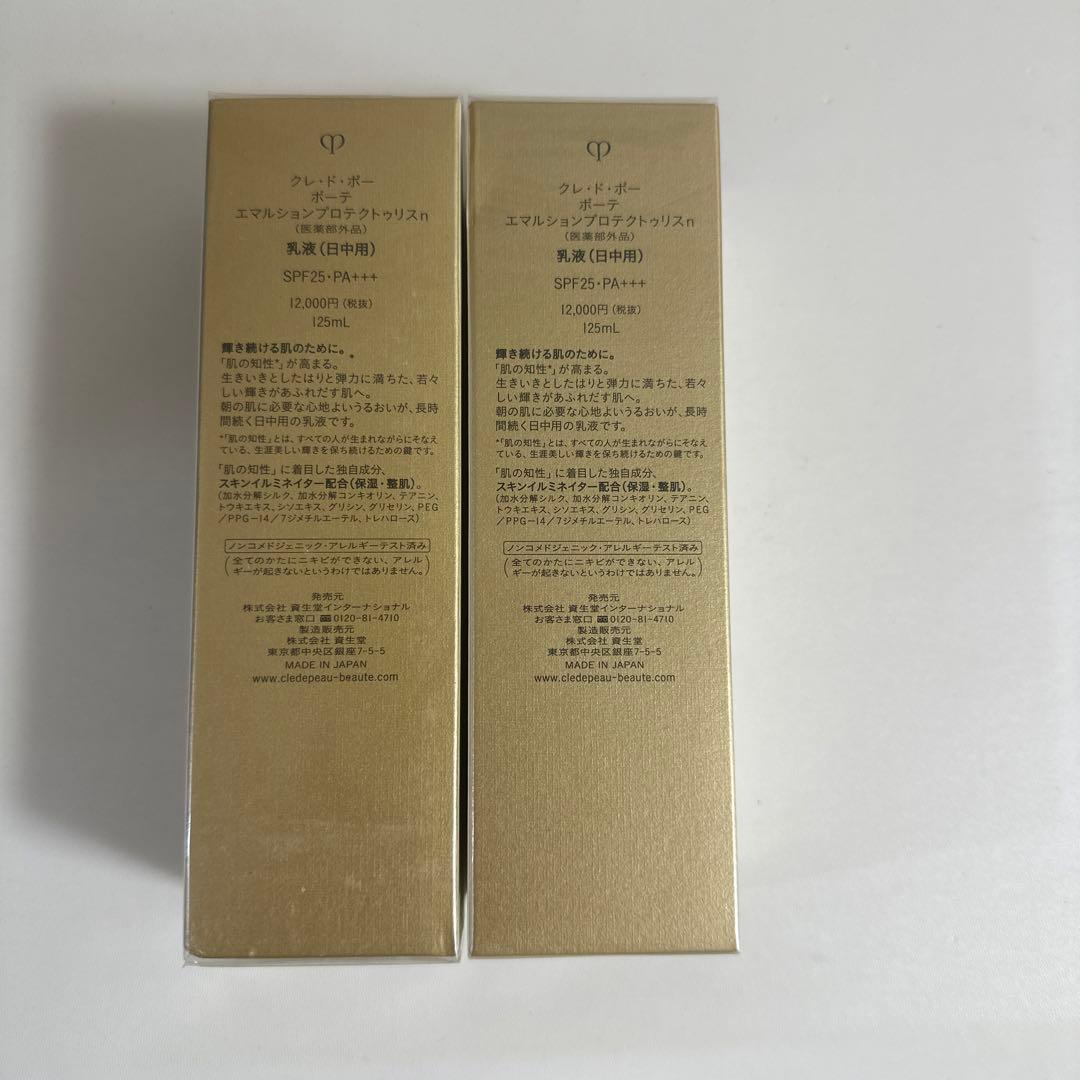 クレ・ド・ポー
ボーテ
エマルションプロテクトゥリスn
(医薬部外品)
乳液(日中用)
SPF25・PA+++
12,000円(税抜)
125mL
輝き続ける肌のために。
「肌の知性*」が高まる。
生きいきとしたはりと弾力に満ちた、若々
しい輝きがあふれだす肌へ。
朝の肌に必要な心地よいうるおいが、長時
間続く日中用の乳液です。
*「肌の知性」とは、すべての人が生まれながらにそなえ
ている、生涯美しい輝きを保ち続けるための鍵です。
「肌の知性」に着目した独自成分、
スキンイルミネイター配合(保湿・整肌)。
(加水分解シルク、加水分解コンキオリン、テアニン、
トウキエキス、シソエキス、グリシン、グリセリン、PEG
/PPG-14/7ジメチルエーテル、トレハロース)
ノンコメドジェニック・アレルギーテスト済み
(全てのかたにニキビができない、アレル
ギーが起きないというわけではありません。)
発売元
株式会社 資生堂インターナショナル
お客さま窓口 0120-81-4710
製造販売元
株式会社 資生堂
東京都中央区銀座7-5-5
MADE IN JAPAN
www.cledepeau-beaute.com
クレ・ド・ポー
ボーテ
エマルションプロテクトゥリスn
(医薬部外品)
乳液(日中用)
SPF25・PA+++
12,000円(税抜)
125mL
輝き続ける肌のために。
「肌の知性*」が高まる。
生きいきとしたはりと弾力に満ちた、若々
しい輝きがあふれだす肌へ。
朝の肌に必要な心地よいうるおいが、長時
間続く日中用の乳液です。
*「肌の知性」とは、すべての人が生まれながらにそなえ
ている、生涯美しい輝きを保ち続けるための鍵です。
「肌の知性」に着目した独自成分、
スキンイルミネイター配合(保湿・整肌)。
(加水分解シルク、加水分解コンキオリン、テアニン、
トウキエキス、シソエキス、グリシン、グリセリン、PEG
/PPG-14/7ジメチルエーテル、トレハロース)
ノンコメドジェニック・アレルギーテスト済み
(全てのかたにニキビができない、アレル
ギーが起きないというわけではありません。)
発売元
株式会社 資生堂インターナショナル
お客さま窓口 0120-81-4710
製造販売元
株式会社 資生堂
東京都中央区銀座7-5-5
MADE IN JAPAN
www.cledepeau-beaute.com